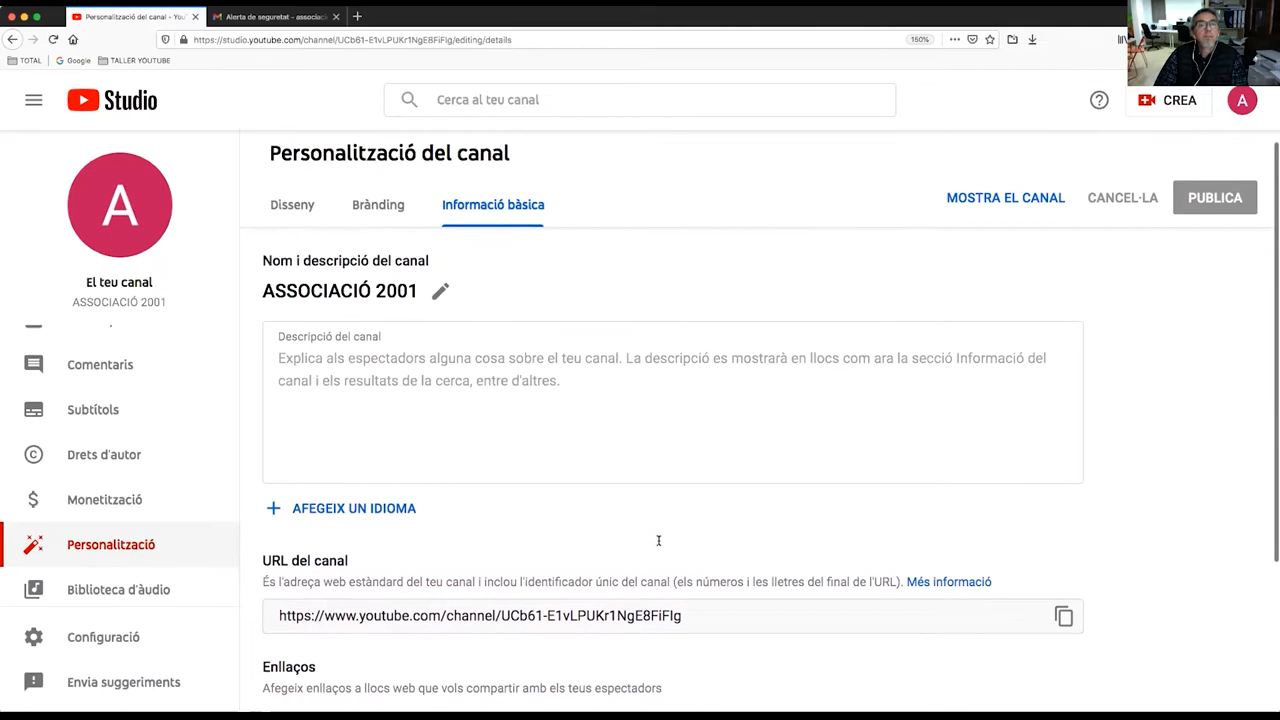 Personalització del canal - You
Alerta de seguretat - associac
https://studio.youtube.com/channel/UCb61-E1vLPUKr1NgE8FiFIg/editing/details
150%
TOTAL
Google
TALLER YOUTUBE
Studio
Cerca al teu canal
CREA
A
Personalització del canal
Disseny
Brànding
Informació bàsica
MOSTRA EL CANAL
CANCEL·LA
PUBLICA
A
El teu canal
ASSOCIACIÓ 2001
Comentaris
Subtítols
Drets d'autor
Monetització
Personalització
Biblioteca d'àudio
Configuració
Envia suggeriments
Nom i descripció del canal
ASSOCIACIÓ 2001
Descripció del canal
Explica als espectadors alguna cosa sobre el teu canal. La descripció es mostrarà en llocs com ara la secció Informació del
canal i els resultats de la cerca, entre d'altres.
AFEGEIX UN IDIOMA
URL del canal
És l'adreça web estàndard del teu canal i inclou l'identificador únic del canal (els números i les lletres del final de l'URL). Més informació
https://www.youtube.com/channel/UCb61-E1vLPUKr1NgE8FiFIg
Enllaços
Afegeix enllaços a llocs web que vols compartir amb els teus espectadors